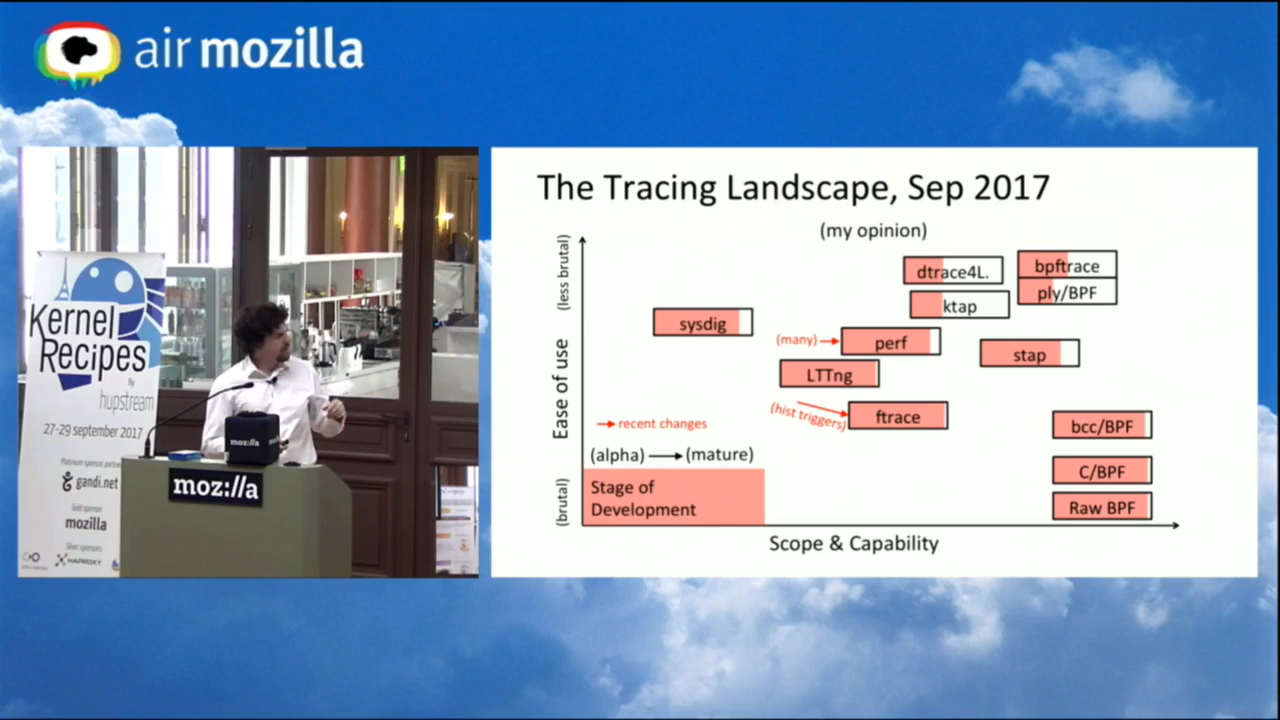 air mozilla
Kernel
Recipes
By
hupstream
27-29 september 2017
gandi.net
Gold sponsor
mozilla
Silver sponsors
HAPROXY
moz://a
moz://a
The Tracing Landscape, Sep 2017
(my opinion)
(less brutal)
Ease of use
(brutal)
dtrace4L.
bpftrace
ply/BPF
ktap
sysdig
(many)
perf
stap
LTTng
(hist triggers)
ftrace
recent changes
bcc/BPF
(alpha)
(mature)
C/BPF
Stage of
Development
Raw BPF
Scope & Capability